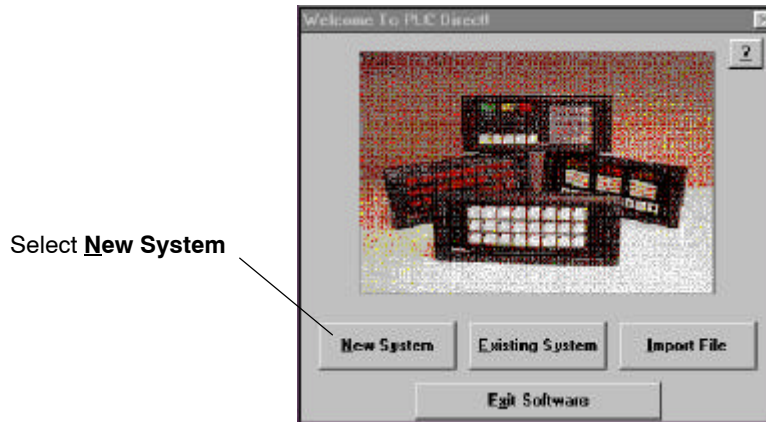 Welcome To PLC Direct!
?
Select New System
New System
Existing System
Import File
Exit Software